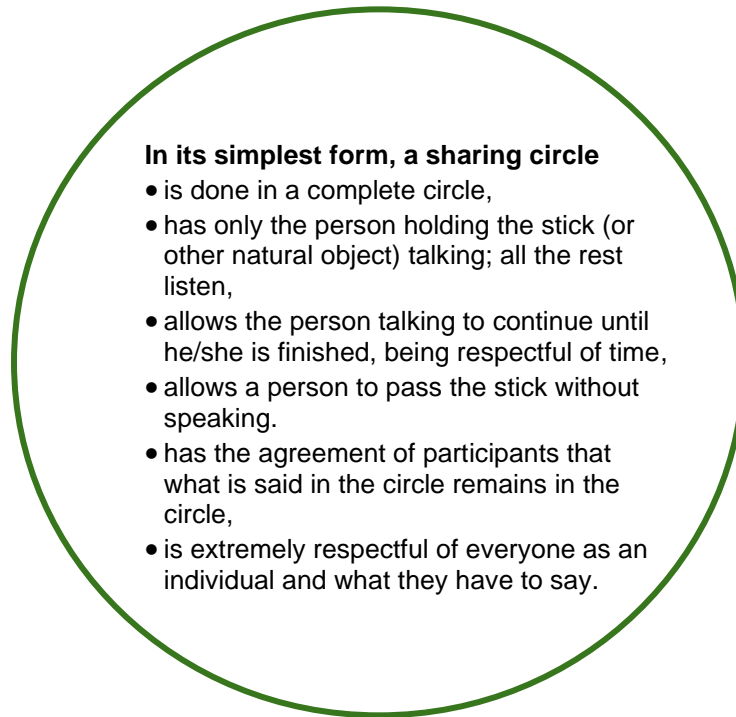 In its simplest form, a sharing circle
• is done in a complete circle,
• has only the person holding the stick (or
other natural object) talking; all the rest
listen,
• allows the person talking to continue until
he/she is finished, being respectful of time,
• allows a person to pass the stick without
speaking.
• has the agreement of participants that
what is said in the circle remains in the
circle,
• is extremely respectful of everyone as an
individual and what they have to say.